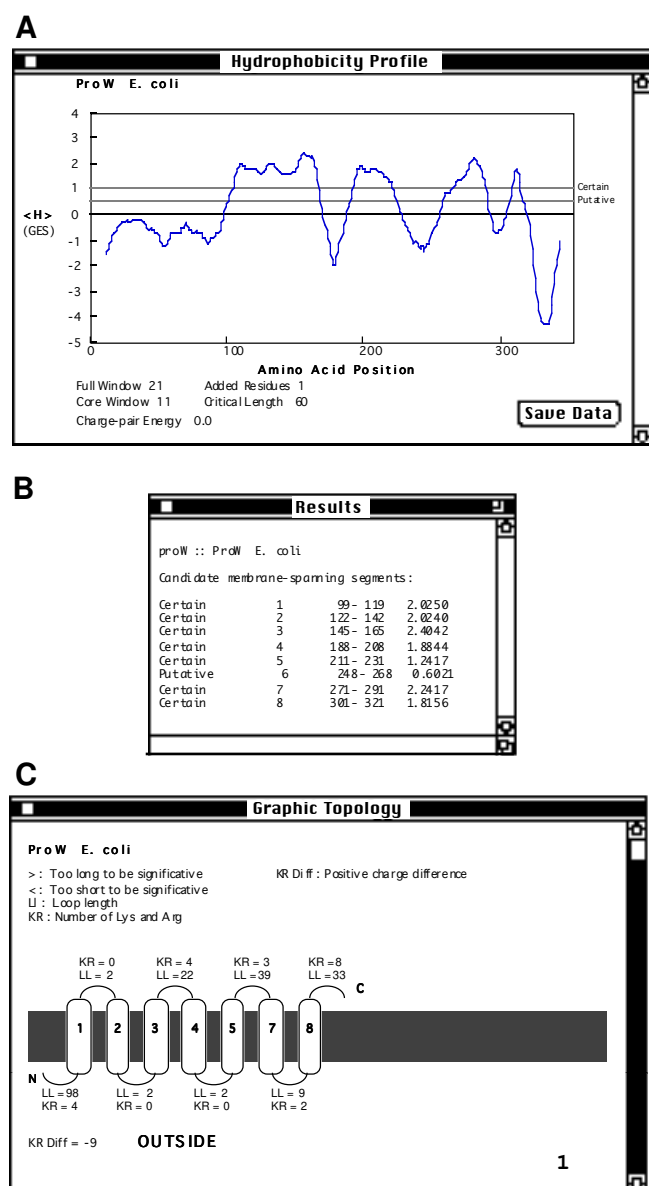 A
Hydrophobicity Profile
ProW E. coli
4
3
2
1
0
-1
-2
-3
-4
-5
<H>
(GES)
Certain
Putative
0 100 200 300
Amino Acid Position
Full Window 21 Added Residues 1
Core Window 11 Critical Length 60
Charge-pair Energy 0.0
Save Data
B
Results
proW :: ProW E. coli
Candidate membrane-spanning segments:
Certain 1 99- 119 2.0250
Certain 2 122- 142 2.0240
Certain 3 145- 165 2.4042
Certain 4 188- 208 1.8844
Certain 5 211- 231 1.2417
Putative 6 248- 268 0.6021
Certain 7 271- 291 2.2417
Certain 8 301- 321 1.8156
C
Graphic Topology
ProW E. coli
>: Too long to be significative KR Diff: Positive charge difference
<: Too short to be significative
Ll: Loop length
KR: Number of Lys and Arg
KR = 0 KR = 4 KR = 3 KR = 8
LL = 2 LL = 22 LL = 39 LL = 33
C
1 2 3 4 5 7 8
N
LL = 98 LL = 2 LL = 2 LL = 9
KR = 4 KR = 0 KR = 0 KR = 2
KR Diff = -9 OUTSIDE
1